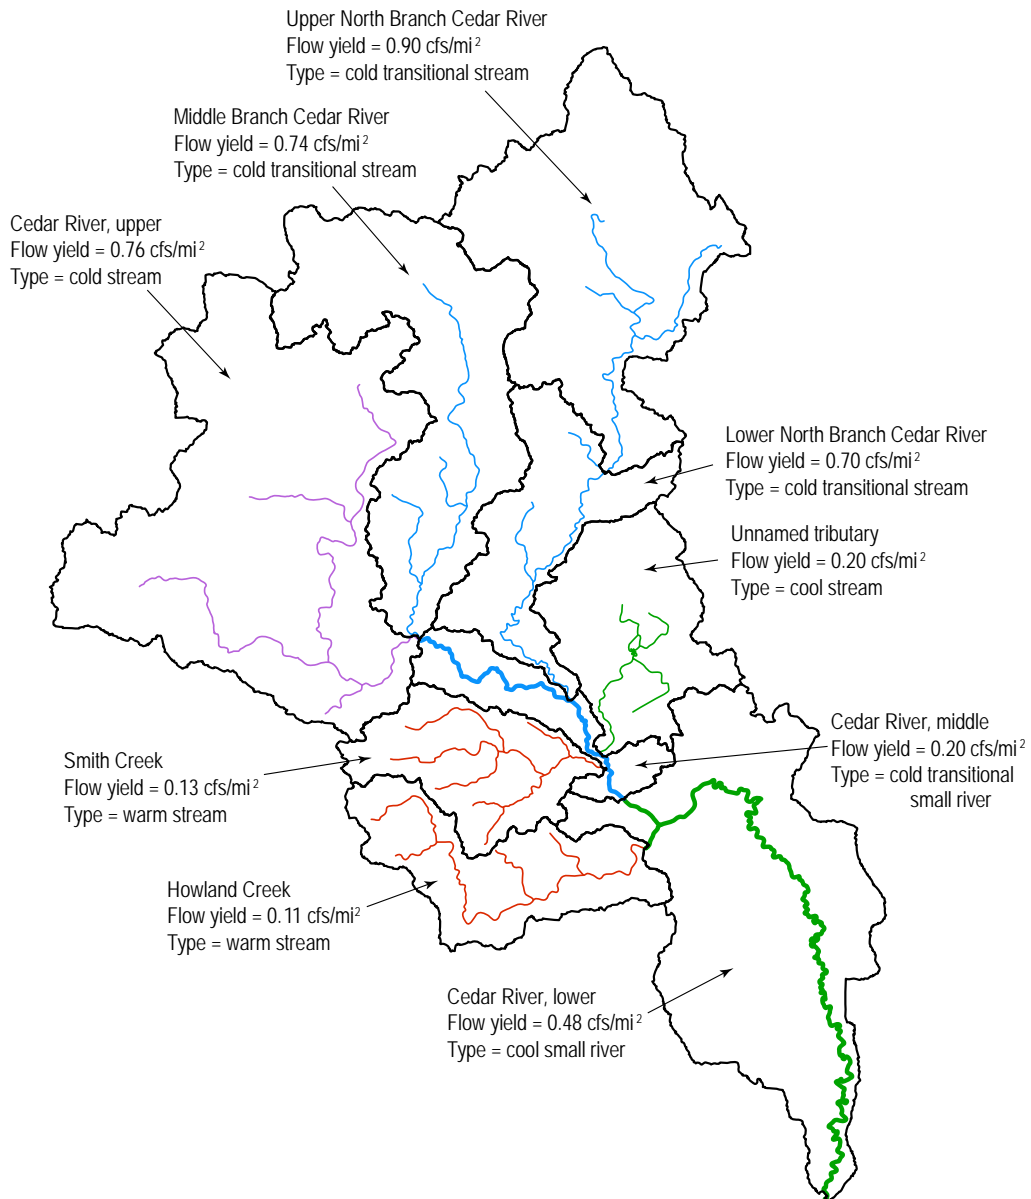 Upper North Branch Cedar River
Flow yield = 0.90 cfs/mi²
Type = cold transitional stream
Middle Branch Cedar River
Flow yield = 0.74 cfs/mi²
Type = cold transitional stream
Cedar River, upper
Flow yield = 0.76 cfs/mi²
Type = cold stream
Lower North Branch Cedar River
Flow yield = 0.70 cfs/mi²
Type = cold transitional stream
Unnamed tributary
Flow yield = 0.20 cfs/mi²
Type = cool stream
Cedar River, middle
Flow yield = 0.20 cfs/mi²
Type = cold transitional
small river
Smith Creek
Flow yield = 0.13 cfs/mi²
Type = warm stream
Howland Creek
Flow yield = 0.11 cfs/mi²
Type = warm stream
Cedar River, lower
Flow yield = 0.48 cfs/mi²
Type = cool small river